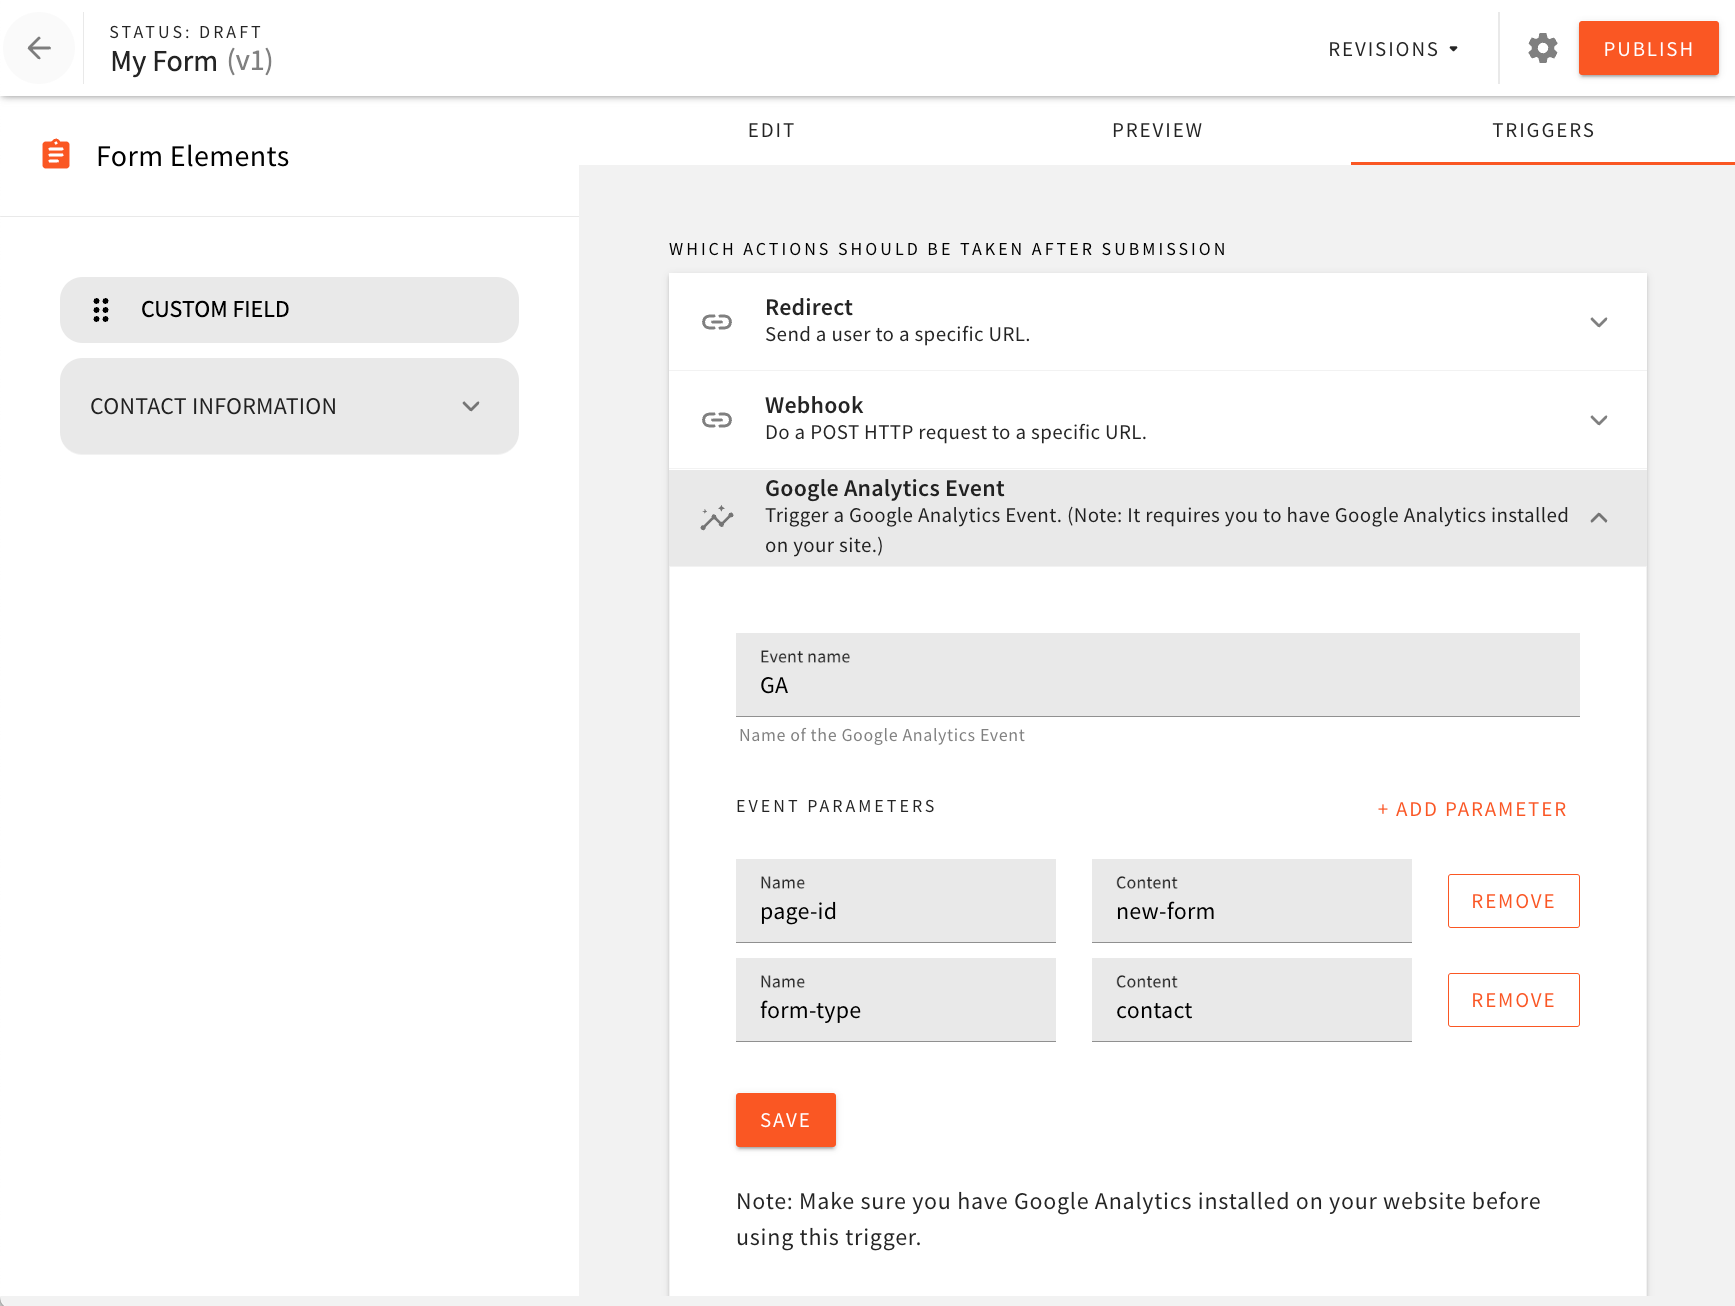 STATUS: DRAFT
My Form (v1)
REVISIONS
PUBLISH
Form Elements
EDIT
PREVIEW
TRIGGERS
CUSTOM FIELD
CONTACT INFORMATION
WHICH ACTIONS SHOULD BE TAKEN AFTER SUBMISSION
Redirect
Send a user to a specific URL.
Webhook
Do a POST HTTP request to a specific URL.
Google Analytics Event
Trigger a Google Analytics Event. (Note: It requires you to have Google Analytics installed
on your site.)
Event name
GA
Name of the Google Analytics Event
EVENT PARAMETERS
+ ADD PARAMETER
Name
page-id
Content
new-form
REMOVE
Name
form-type
Content
contact
REMOVE
SAVE
Note: Make sure you have Google Analytics installed on your website before
using this trigger.